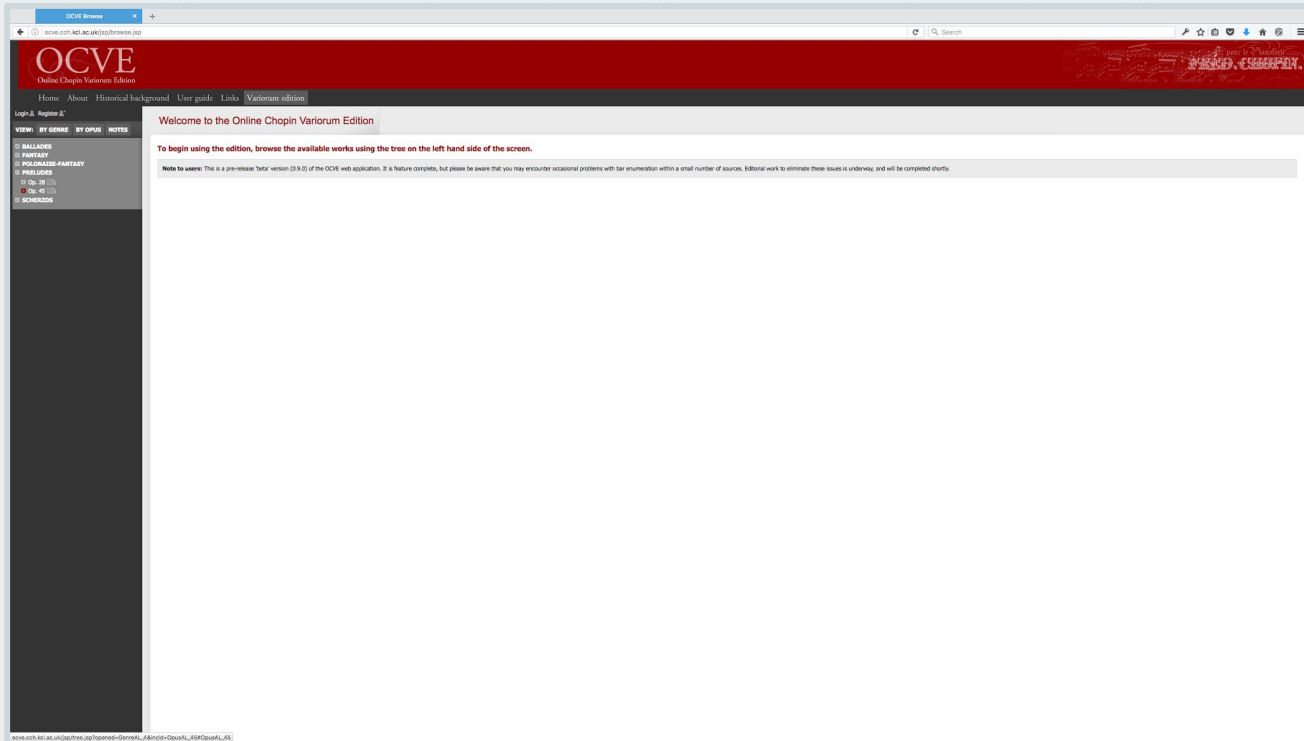 OCVE Browse
ocve.cch.kcl.ac.uk/jsp/browse.jsp
Search
OCVE
Online Chopin Variorum Edition
pour le Pianoforte
FRED. CHOPIN.
Home About Historical background User guide Links Variorum edition
Login Register
VIEW: BY GENRE BY OPUS NOTES
BALLADES
FANTASY
POLONAISE-FANTASY
PRELUDES
Op. 28
Op. 45
SCHERZOS
Welcome to the Online Chopin Variorum Edition
To begin using the edition, browse the available works using the tree on the left hand side of the screen.
Note to users: This is a pre-release 'beta' version (0.9.0) of the OCVE web application. It is feature complete, but please be aware that you may encounter occasional problems with bar enumeration within a small number of sources. Editorial work to eliminate these issues is underway, and will be completed shortly.
ocve.cch.kcl.ac.uk/jsp/tree.jsp?opened=GenreAL_4&incId=OpusAL_45#OpusAL_45